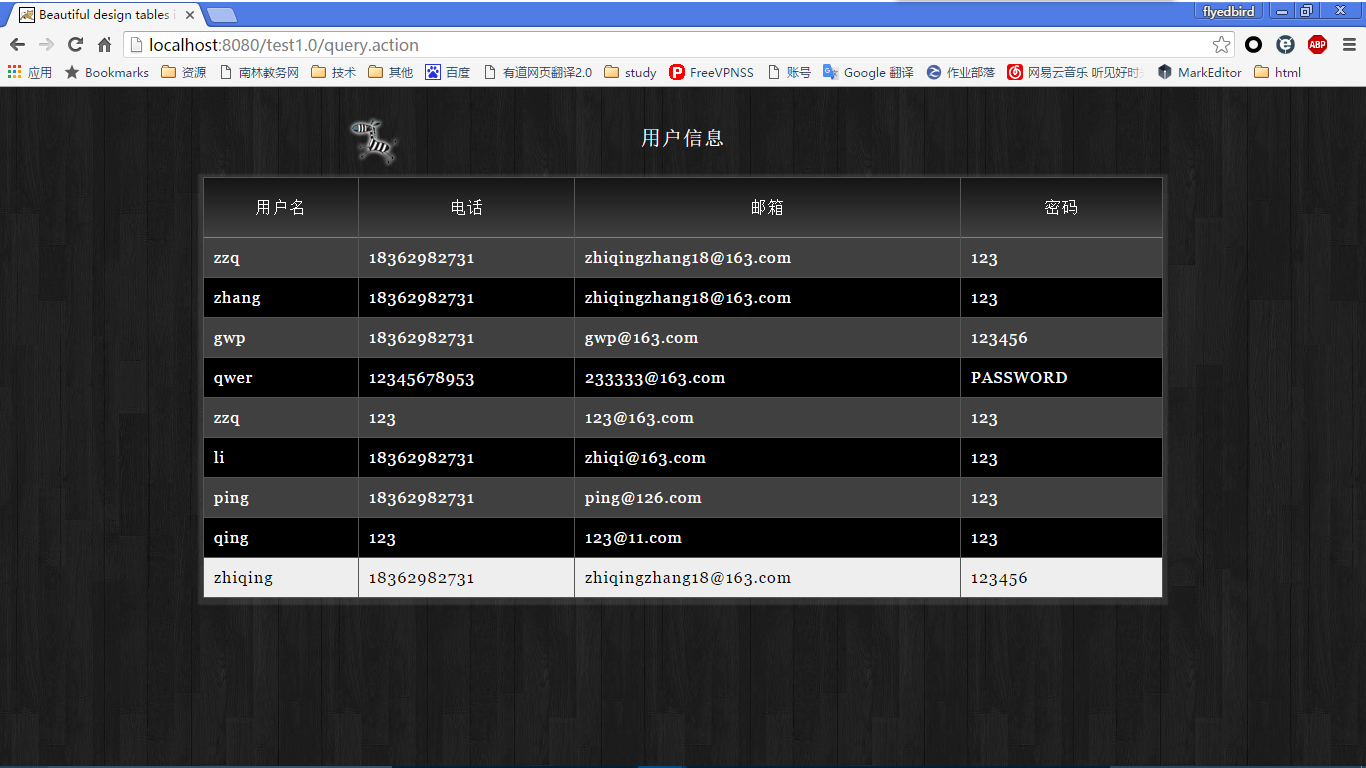 Beautiful design tables i
flyedbird
localhost:8080/test1.0/query.action
ABP
应用 Bookmarks 资源 南林教务网 技术 其他 百度 有道网页翻译2.0 study FreeVPNSS 账号 Google 翻译 作业部落 网易云音乐 听见好时 MarkEditor html
用户信息
用户名 电话 邮箱 密码
zzq 18362982731 zhiqingzhang18@163.com 123
zhang 18362982731 zhiqingzhang18@163.com 123
gwp 18362982731 gwp@163.com 123456
qwer 12345678953 233333@163.com PASSWORD
zzq 123 123@163.com 123
li 18362982731 zhiqi@163.com 123
ping 18362982731 ping@126.com 123
qing 123 123@11.com 123
zhiqing 18362982731 zhiqingzhang18@163.com 123456